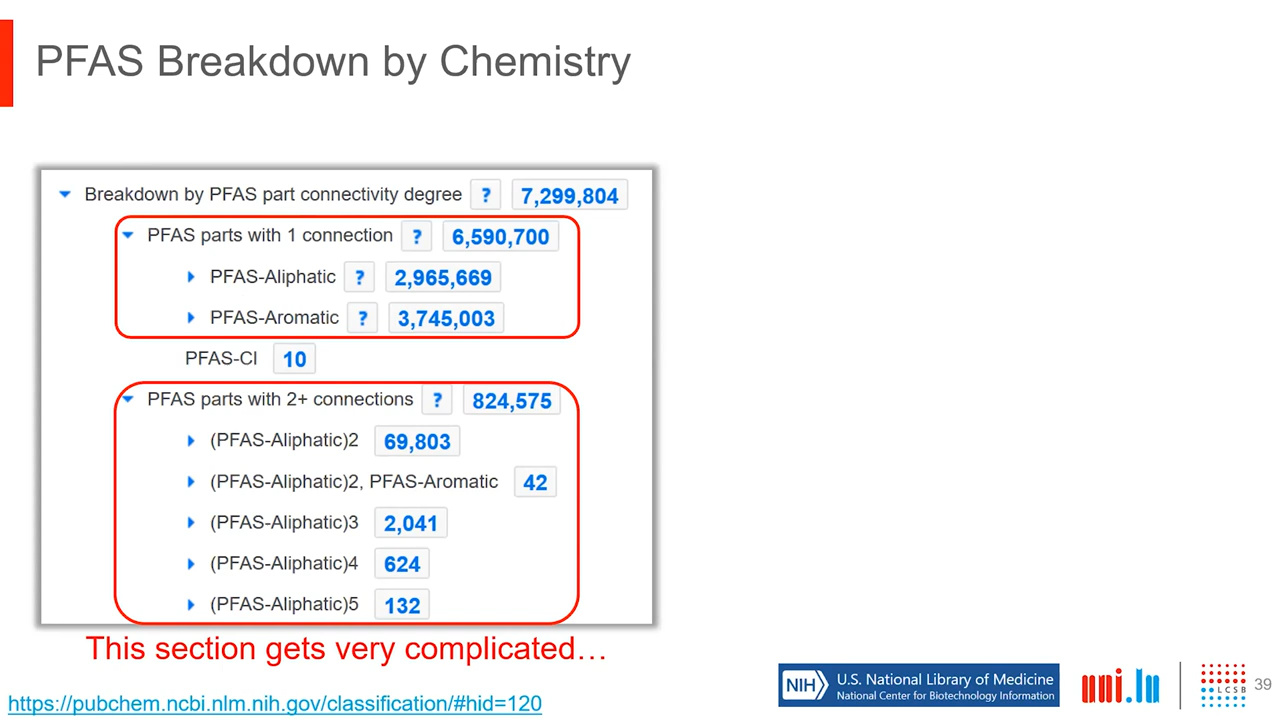 PFAS Breakdown by Chemistry
Breakdown by PFAS part connectivity degree ? 7,299,804
PFAS parts with 1 connection ? 6,590,700
PFAS-Aliphatic ? 2,965,669
PFAS-Aromatic ? 3,745,003
PFAS-Cl 10
PFAS parts with 2+ connections ? 824,575
(PFAS-Aliphatic)2 69,803
(PFAS-Aliphatic)2, PFAS-Aromatic 42
(PFAS-Aliphatic)3 2,041
(PFAS-Aliphatic)4 624
(PFAS-Aliphatic)5 132
This section gets very complicated…
https://pubchem.ncbi.nlm.nih.gov/classification/#hid=120
NIH U.S. National Library of Medicine
National Center for Biotechnology Information
uni.lu
LCSB
39